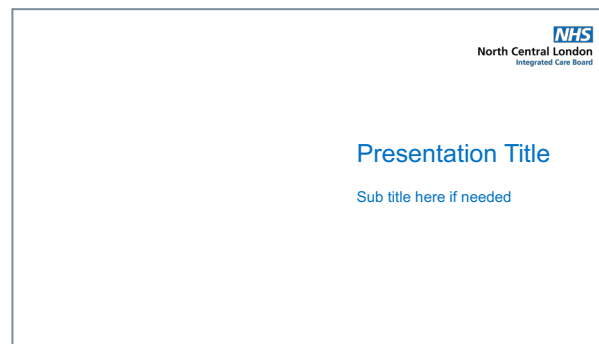 NHS
North Central London
Integrated Care Board
Presentation Title
Sub title here if needed